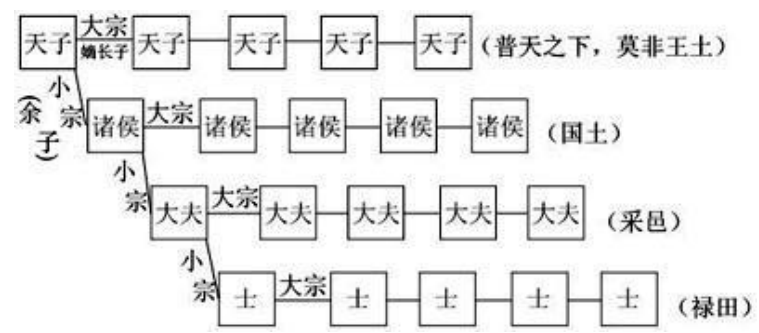 天子 大宗 嫡长子 天子 天子 天子 天子 (普天之下，莫非王土)
小宗 (余子)
诸侯 大宗 诸侯 诸侯 诸侯 诸侯 (国土)
小宗
大夫 大宗 大夫 大夫 大夫 大夫 (采邑)
小宗
士 大宗 士 士 士 士 (禄田)